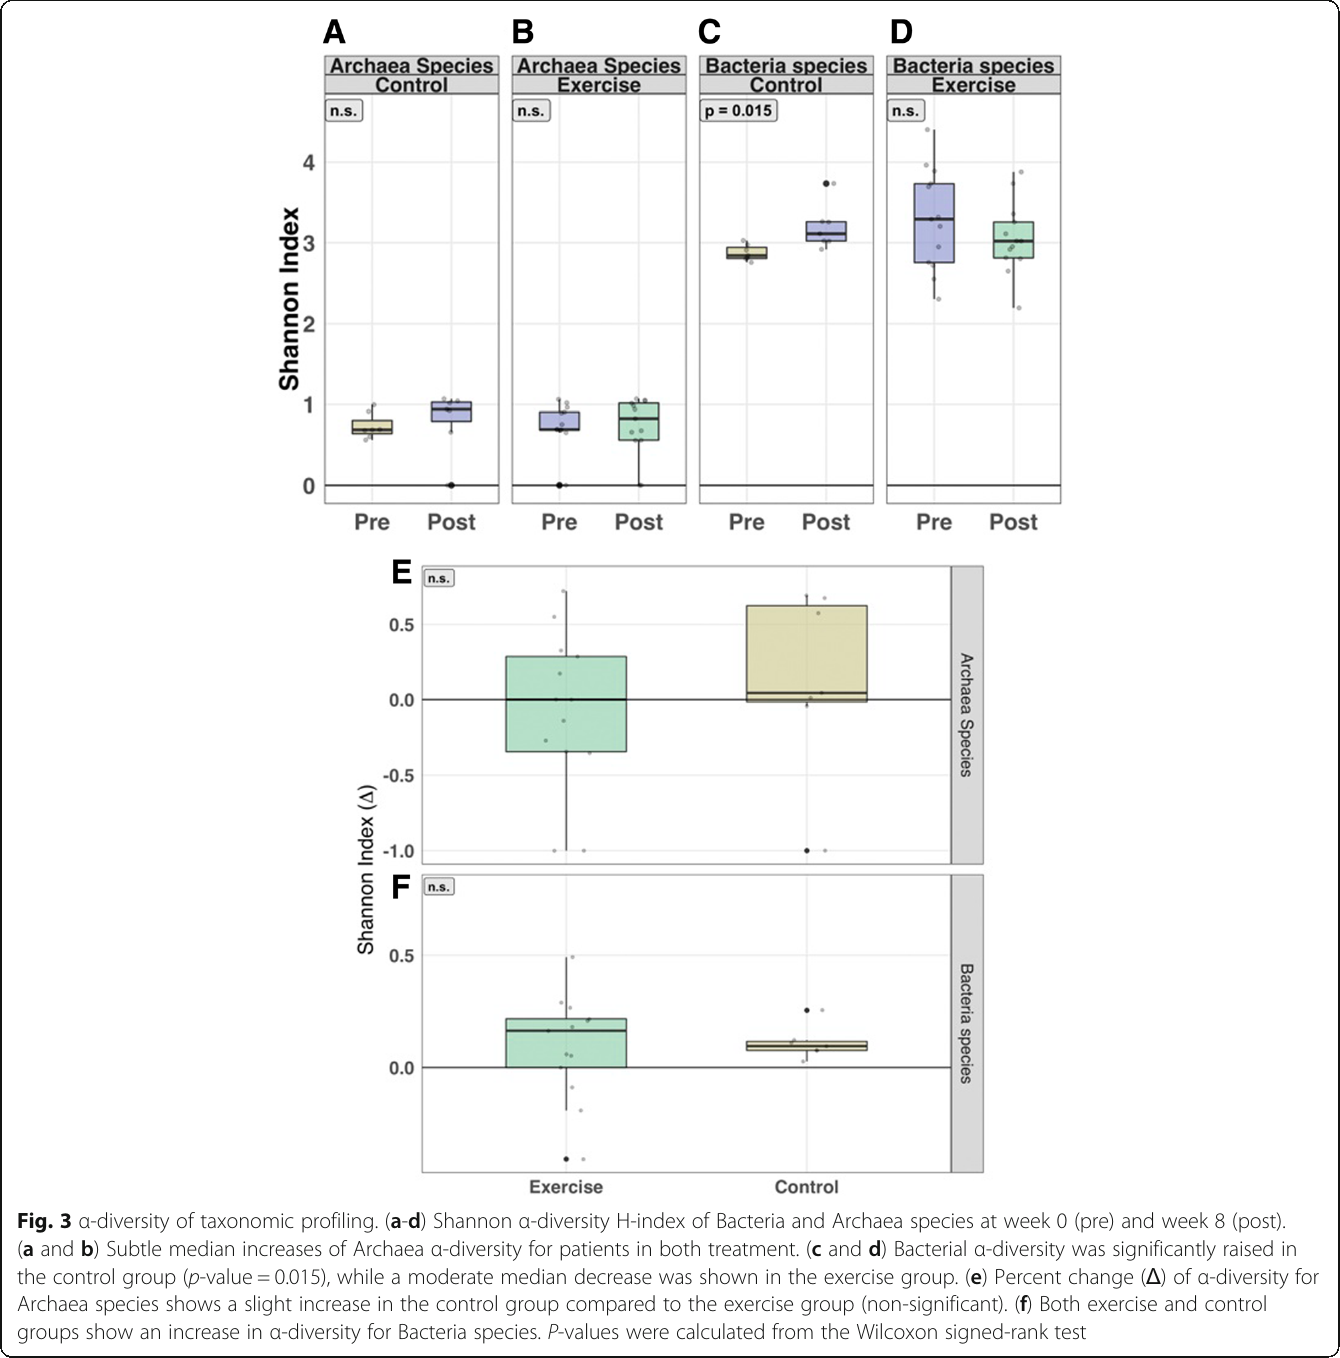 A B C D
Archaea Species Archaea Species Bacteria species Bacteria species
Control Exercise Control Exercise
n.s. n.s. p = 0.015 n.s.
Shannon Index
4
3
2
1
0
Pre Post Pre Post Pre Post Pre Post
E
n.s.
0.5
0.0
-0.5
-1.0
Archaea Species
Shannon Index (Δ)
F
n.s.
0.5
0.0
Bacteria species
Exercise Control
Fig. 3 α-diversity of taxonomic profiling. (a-d) Shannon α-diversity H-index of Bacteria and Archaea species at week 0 (pre) and week 8 (post).
(a and b) Subtle median increases of Archaea α-diversity for patients in both treatment. (c and d) Bacterial α-diversity was significantly raised in
the control group (p-value = 0.015), while a moderate median decrease was shown in the exercise group. (e) Percent change (Δ) of α-diversity for
Archaea species shows a slight increase in the control group compared to the exercise group (non-significant). (f) Both exercise and control
groups show an increase in α-diversity for Bacteria species. P-values were calculated from the Wilcoxon signed-rank test